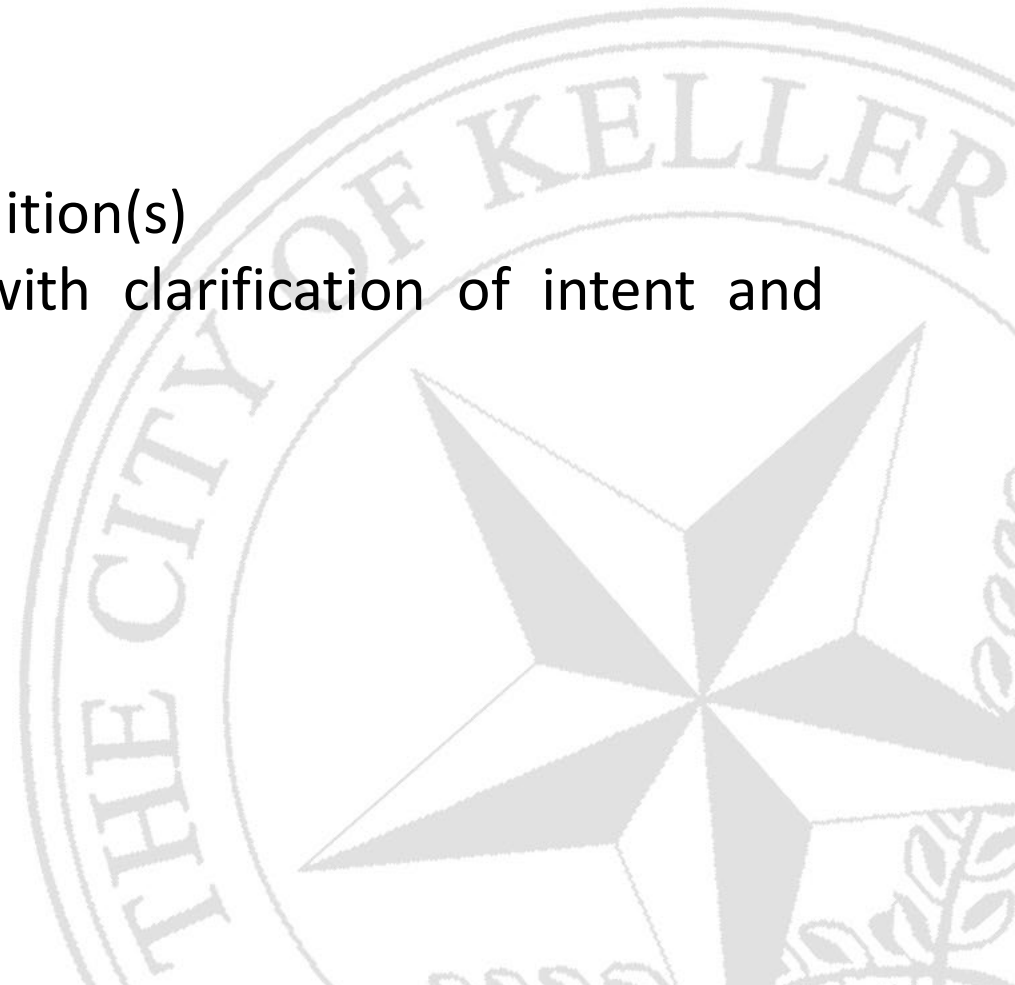 THE CITY OF KELLER
ition(s)
with clarification of intent and